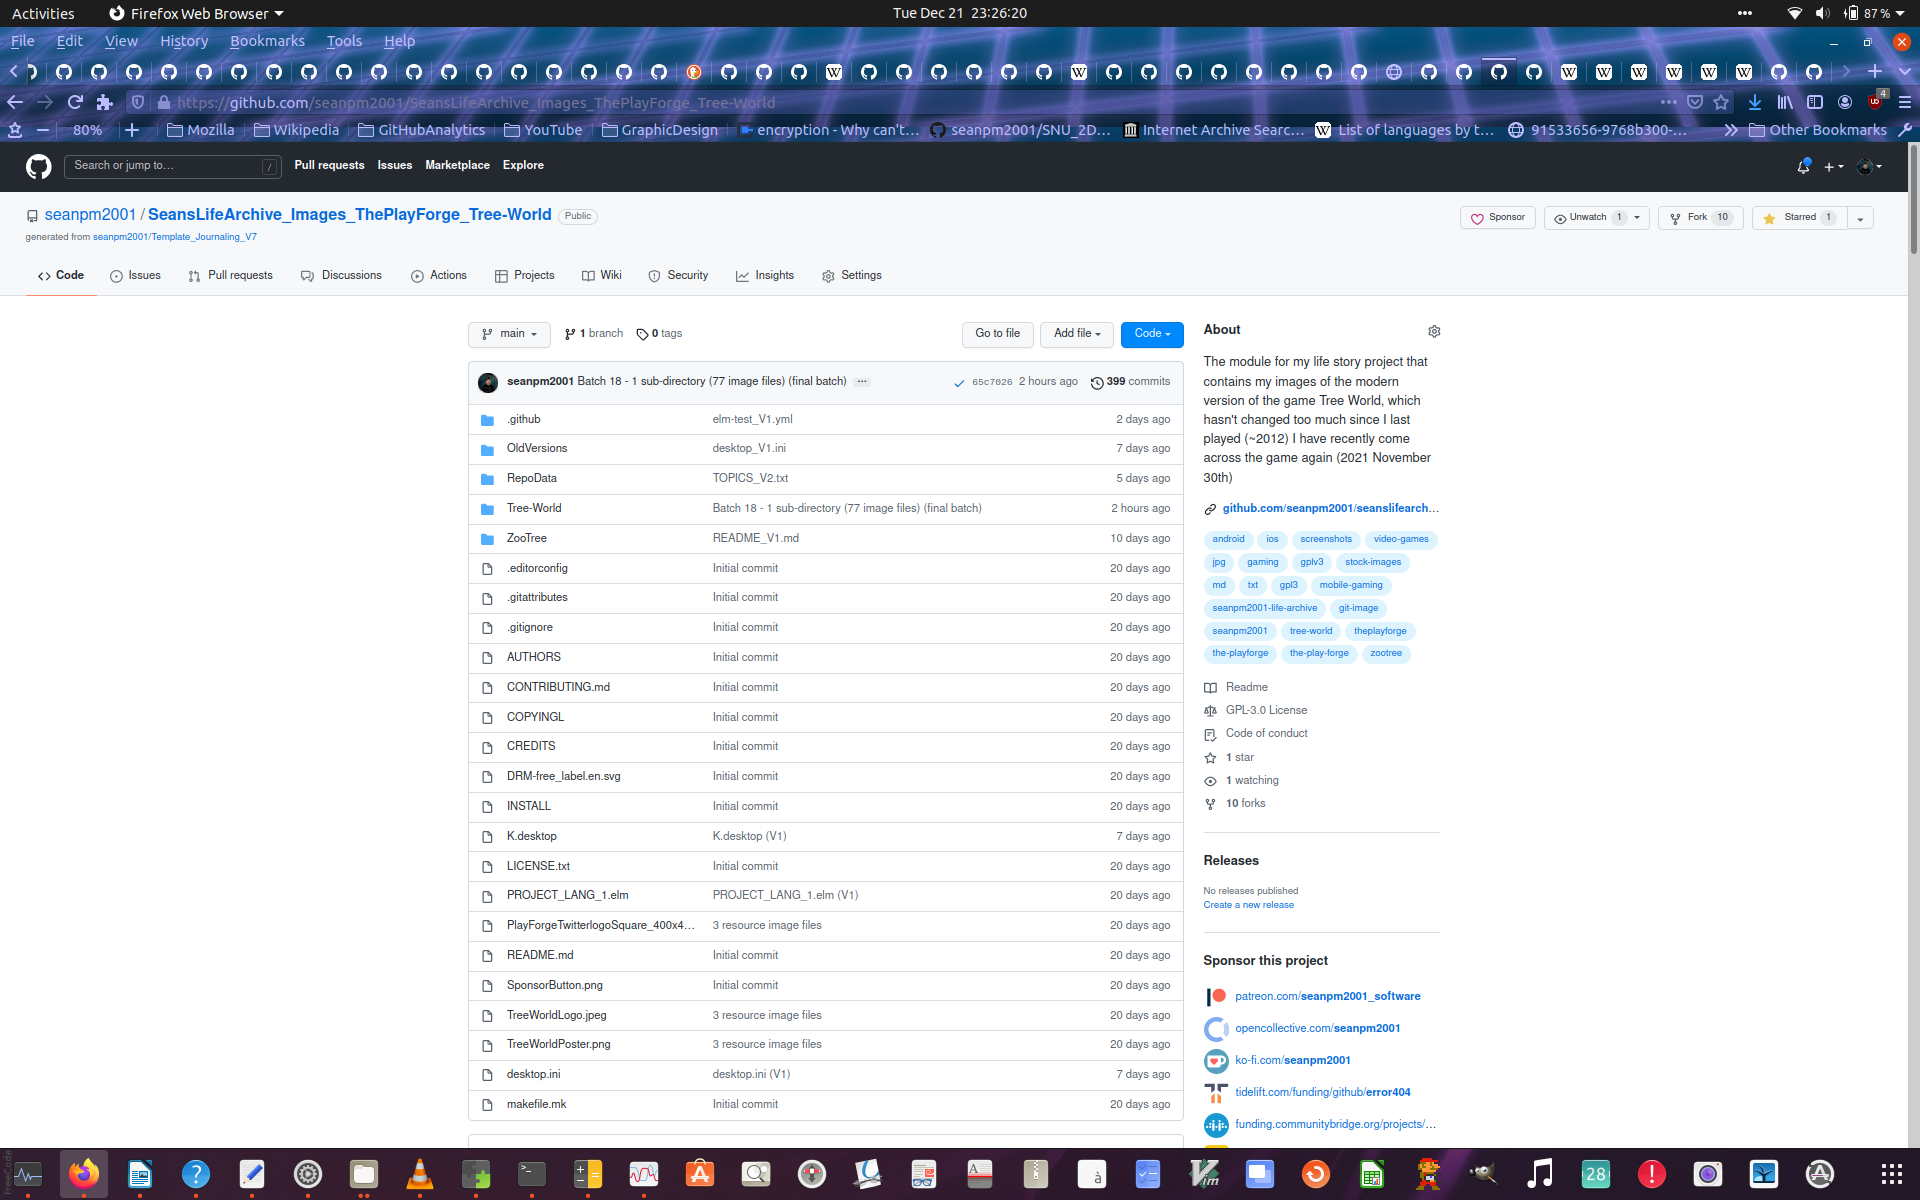 Activities Firefox Web Browser Tue Dec 21 23:26:20 87 %
File Edit View History Bookmarks Tools Help
https://github.com/seanpm2001/SeansLifeArchive_Images_ThePlayForge_Tree-World 4
80% Mozilla Wikipedia GitHubAnalytics YouTube GraphicDesign encryption - Why can't… seanpm2001/SNU_2D… Internet Archive Searc… List of languages by t… 91533656-9768b300-… Other Bookmarks
Search or jump to… / Pull requests Issues Marketplace Explore
seanpm2001 / SeansLifeArchive_Images_ThePlayForge_Tree-World Public Sponsor Unwatch 1 Fork 10 Starred 1
generated from seanpm2001/Template_Journaling_V7
Code Issues Pull requests Discussions Actions Projects Wiki Security Insights Settings
main 1 branch 0 tags Go to file Add file Code
seanpm2001 Batch 18 - 1 sub-directory (77 image files) (final batch) … 65c7026 2 hours ago 399 commits
.github elm-test_V1.yml 2 days ago
OldVersions desktop_V1.ini 7 days ago
RepoData TOPICS_V2.txt 5 days ago
Tree-World Batch 18 - 1 sub-directory (77 image files) (final batch) 2 hours ago
ZooTree README_V1.md 10 days ago
.editorconfig Initial commit 20 days ago
.gitattributes Initial commit 20 days ago
.gitignore Initial commit 20 days ago
AUTHORS Initial commit 20 days ago
CONTRIBUTING.md Initial commit 20 days ago
COPYINGL Initial commit 20 days ago
CREDITS Initial commit 20 days ago
DRM-free_label.en.svg Initial commit 20 days ago
INSTALL Initial commit 20 days ago
K.desktop K.desktop (V1) 7 days ago
LICENSE.txt Initial commit 20 days ago
PROJECT_LANG_1.elm PROJECT_LANG_1.elm (V1) 20 days ago
PlayForgeTwitterlogoSquare_400x4… 3 resource image files 20 days ago
README.md Initial commit 20 days ago
SponsorButton.png Initial commit 20 days ago
TreeWorldLogo.jpeg 3 resource image files 20 days ago
TreeWorldPoster.png 3 resource image files 20 days ago
desktop.ini desktop.ini (V1) 7 days ago
makefile.mk Initial commit 20 days ago
About
The module for my life story project that
contains my images of the modern
version of the game Tree World, which
hasn't changed too much since I last
played (~2012) I have recently come
across the game again (2021 November
30th)
github.com/seanpm2001/seanslifearch…
android ios screenshots video-games
jpg gaming gplv3 stock-images
md txt gpl3 mobile-gaming
seanpm2001-life-archive git-image
seanpm2001 tree-world theplayforge
the-playforge the-play-forge zootree
Readme
GPL-3.0 License
Code of conduct
1 star
1 watching
10 forks
Releases
No releases published
Create a new release
Sponsor this project
patreon.com/seanpm2001_software
opencollective.com/seanpm2001
ko-fi.com/seanpm2001
tidelift.com/funding/github/error404
funding.communitybridge.org/projects/…
28